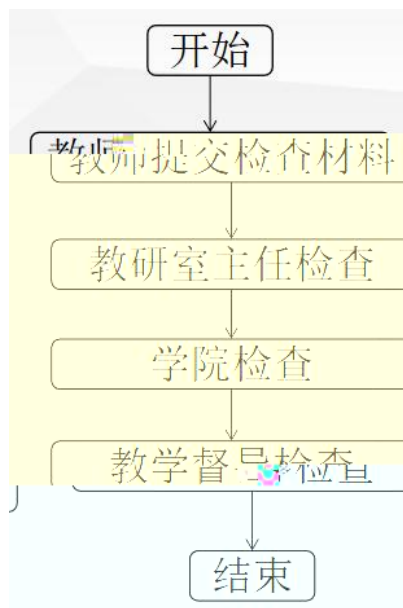 开始
教师提交检查材料
教研室主任检查
学院检查
教学督导检查
结束